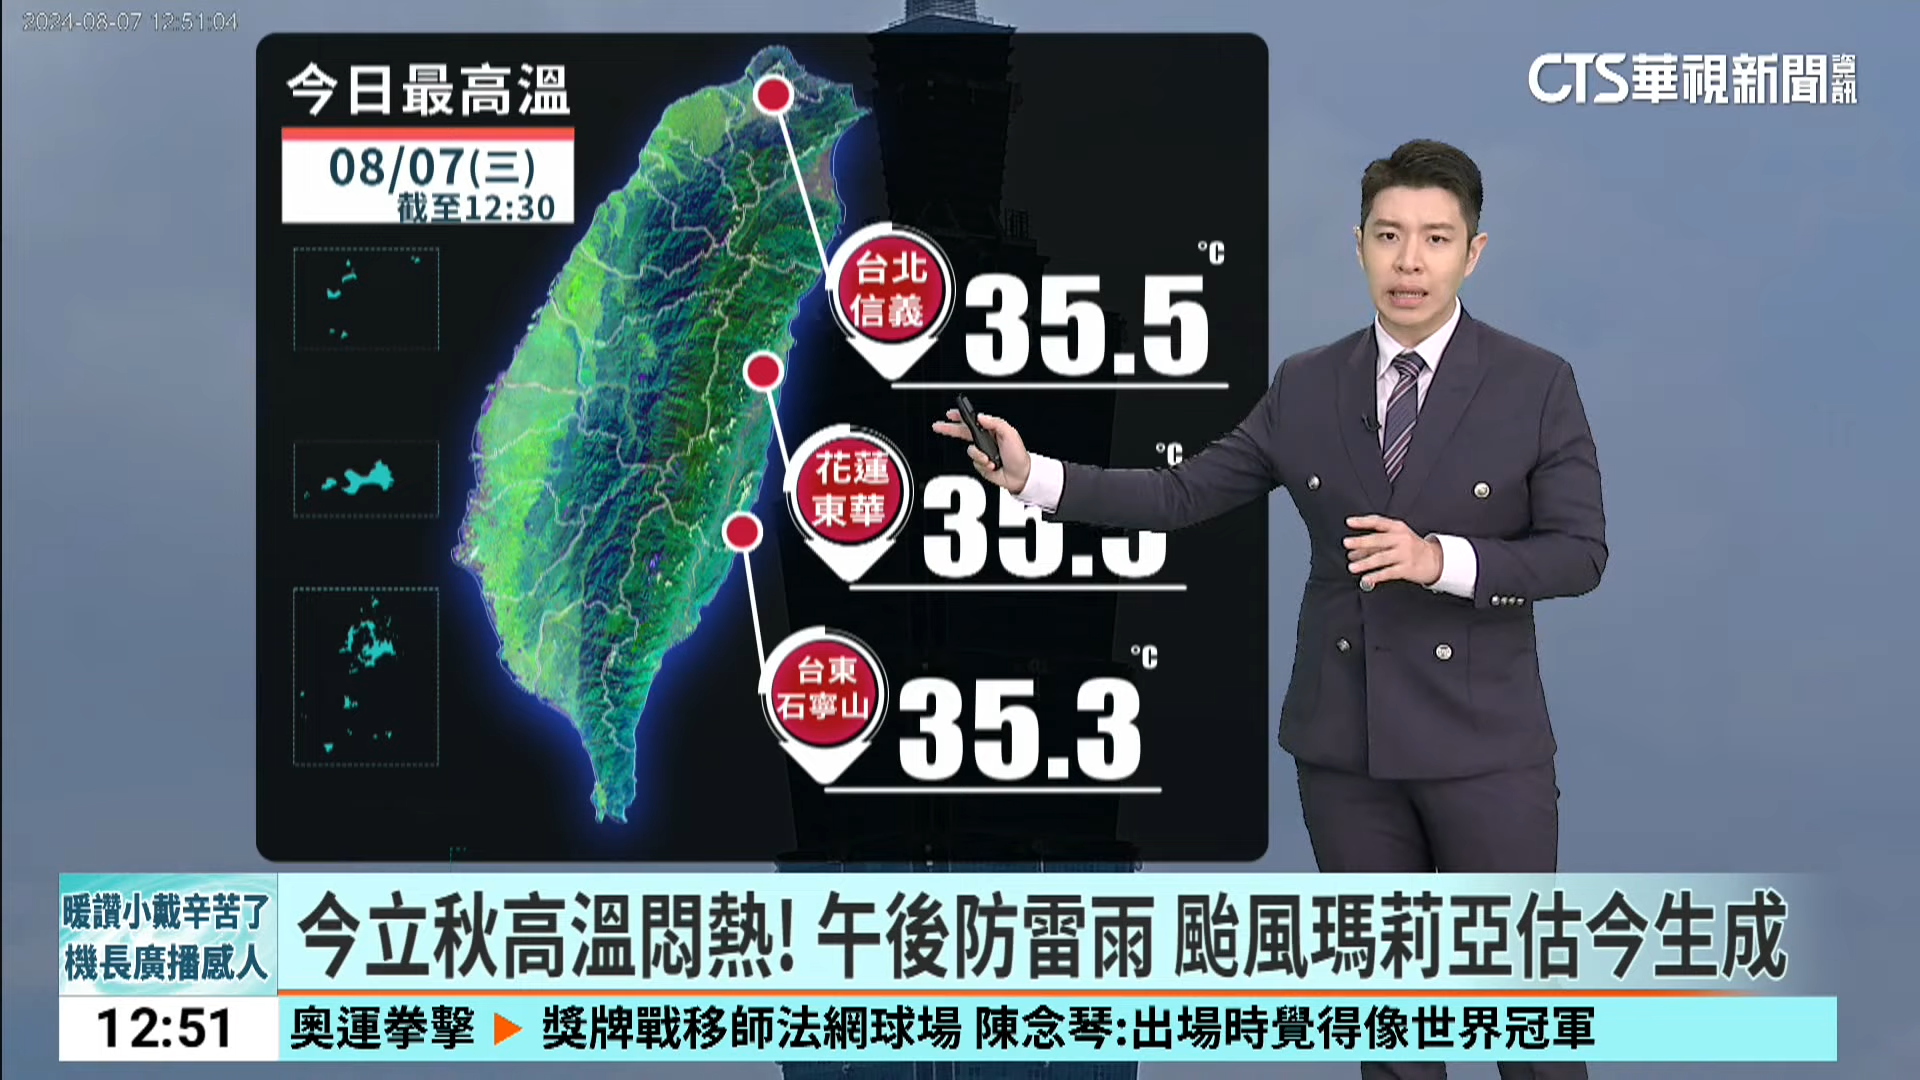 2024-08-07 12:51:04
CTS華視新聞資訊
今日最高溫
08/07(三)
截至12:30
°C
台北
信義
35.5
°C
花蓮
東華
°C
台東
石寧山
35.3
暖讚小戴辛苦了
機長廣播感人
今立秋高溫悶熱! 午後防雷雨 颱風瑪莉亞估今生成
12:51
奧運拳擊 ▶ 獎牌戰移師法網球場 陳念琴:出場時覺得像世界冠軍